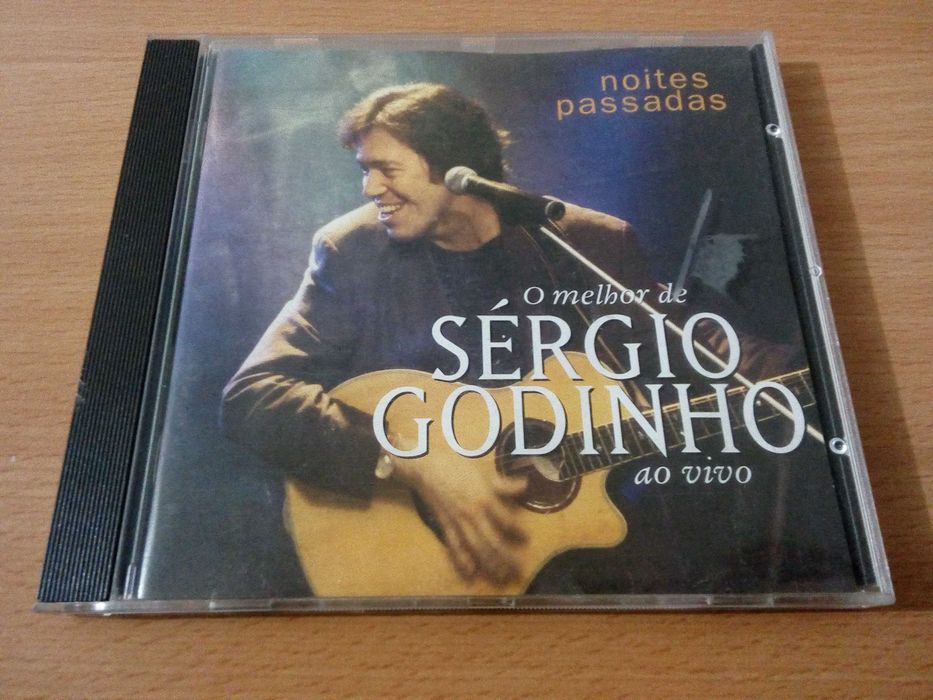 noites
passadas
O melhor de
SÉRGIO
GODINHO
ao vivo